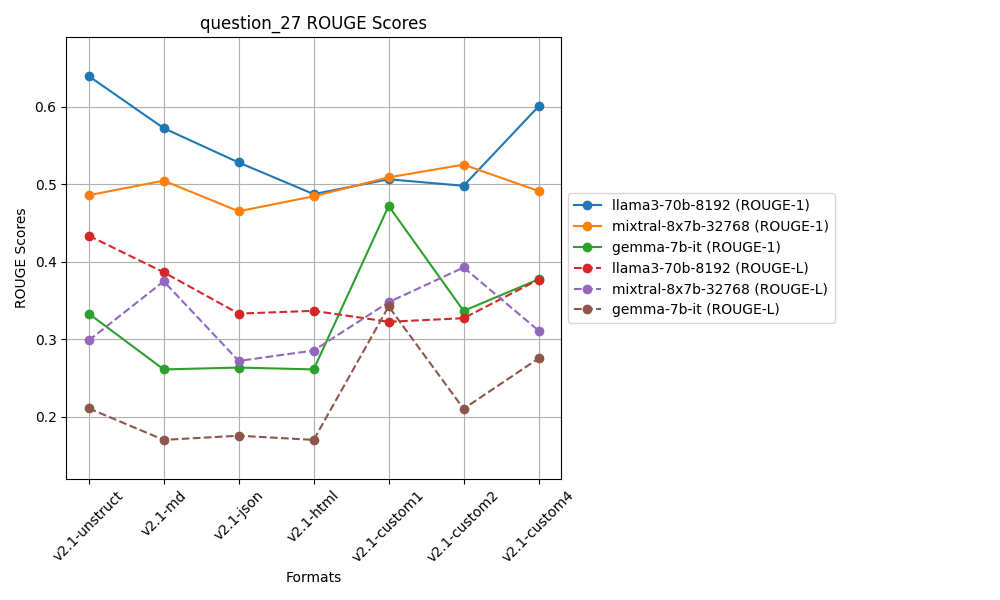 question_27 ROUGE Scores
ROUGE Scores
0.6
0.5
0.4
0.3
0.2
v2.1-unstruct
v2.1-md
v2.1-json
v2.1-html
v2.1-custom1
v2.1-custom2
v2.1-custom4
Formats
llama3-70b-8192 (ROUGE-1)
mixtral-8x7b-32768 (ROUGE-1)
gemma-7b-it (ROUGE-1)
llama3-70b-8192 (ROUGE-L)
mixtral-8x7b-32768 (ROUGE-L)
gemma-7b-it (ROUGE-L)